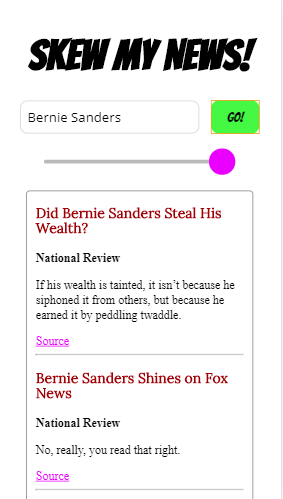 SKEW MY NEWS!
Bernie Sanders
GO!
Did Bernie Sanders Steal His
Wealth?
National Review
If his wealth is tainted, it isn’t because he
siphoned it from others, but because he
earned it by peddling twaddle.
Source
Bernie Sanders Shines on Fox
News
National Review
No, really, you read that right.
Source